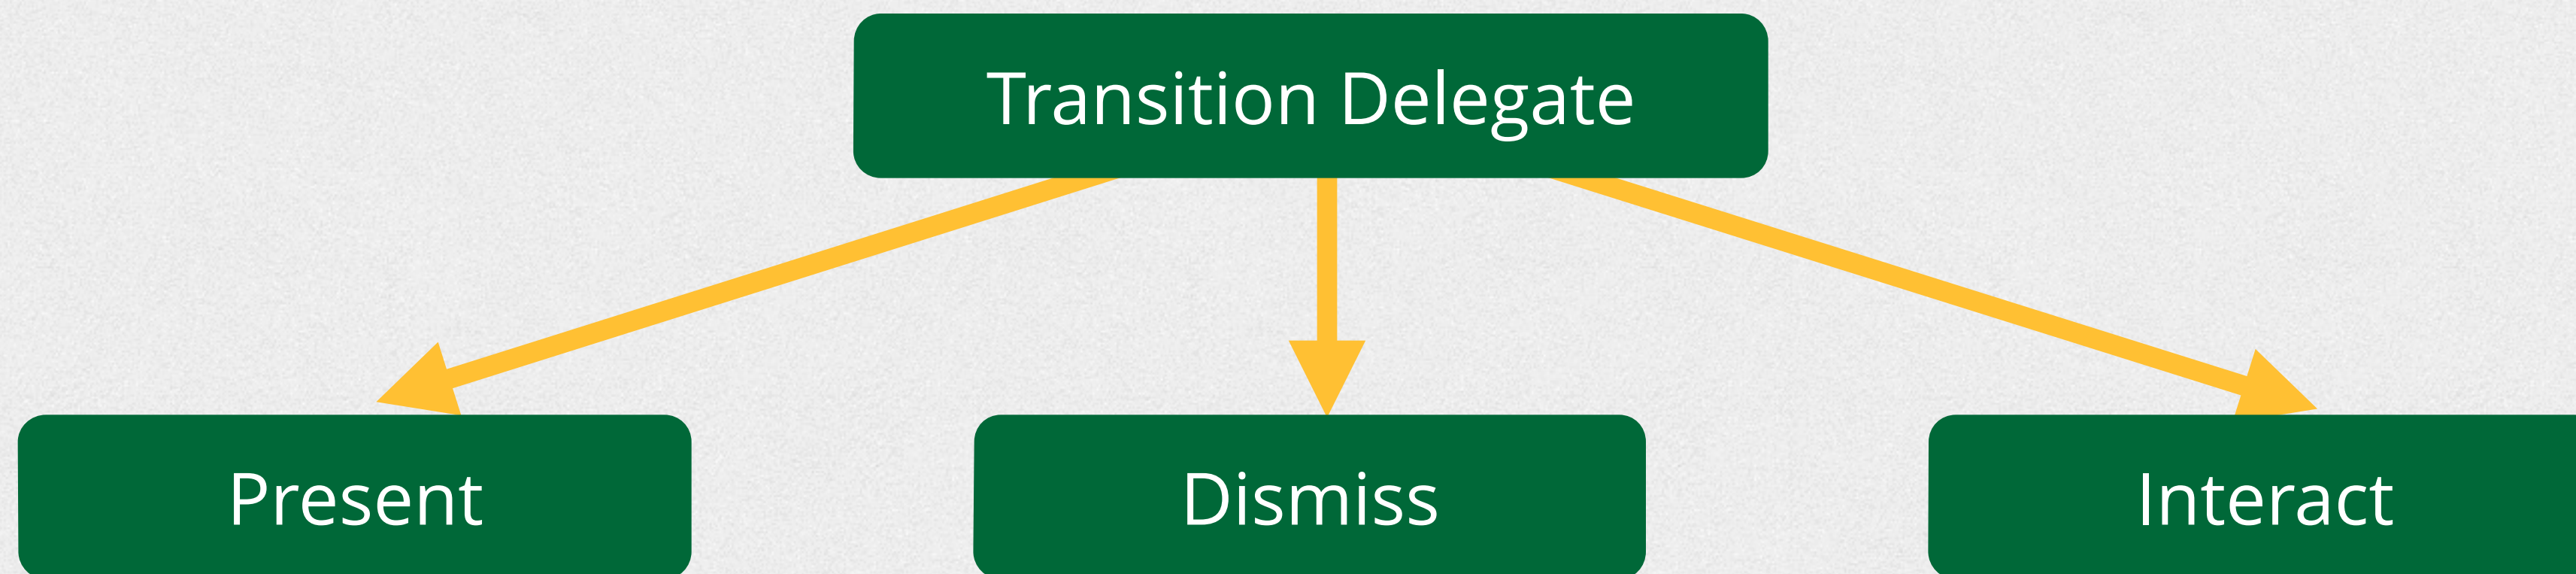 Transition Delegate
Present
Dismiss
Interact